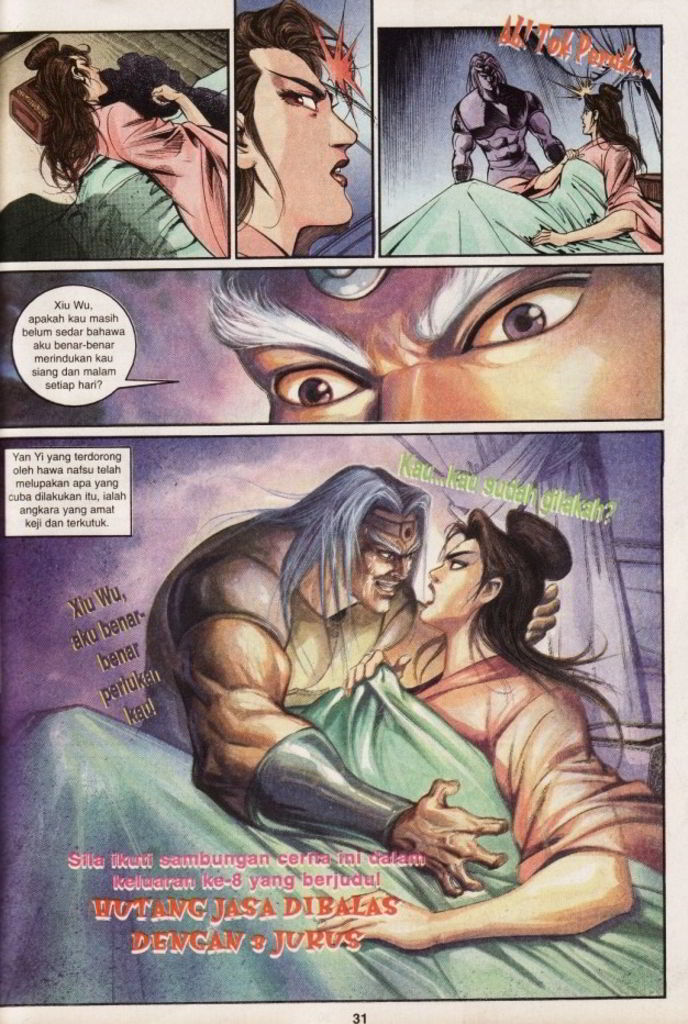 Ah! Tok Perak...
Xiu Wu,
apakah kau masih
belum sedar bahawa
aku benar-benar
merindukan kau
siang dan malam
setiap hari?
Yan Yi yang terdorong
oleh hawa nafsu telah
melupakan apa yang
cuba dilakukan itu, ialah
angkara yang amat
keji dan terkutuk.
Kau...kau sudah gilakah?
Xiu Wu,
aku benar-
benar
perlukan
kau!
Sila ikuti sambungan cerita ini dalam
keluaran ke-8 yang berjudul
HUTANG JASA DIBALAS
DENGAN 3 JURUS
31